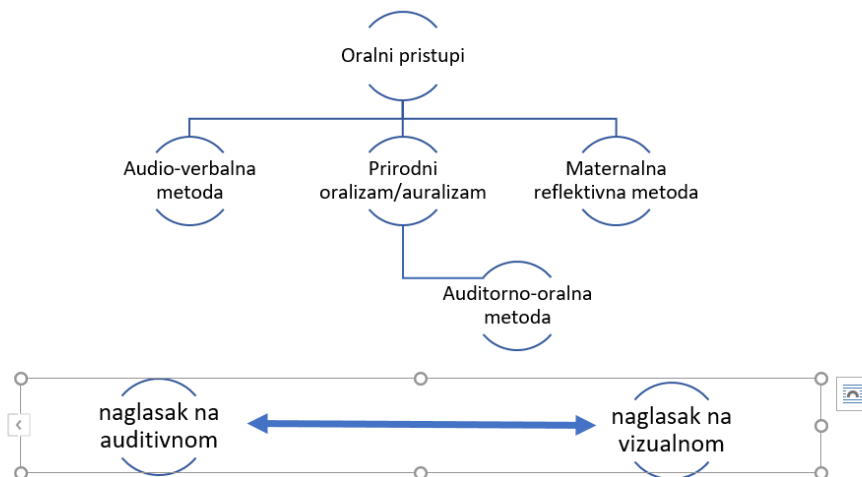 Oralni pristupi
Audio-verbalna
metoda
Prirodni
oralizam/auralizam
Maternalna
reflektivna metoda
Auditorno-oralna
metoda
naglasak na
auditivnom
naglasak na
vizualnom